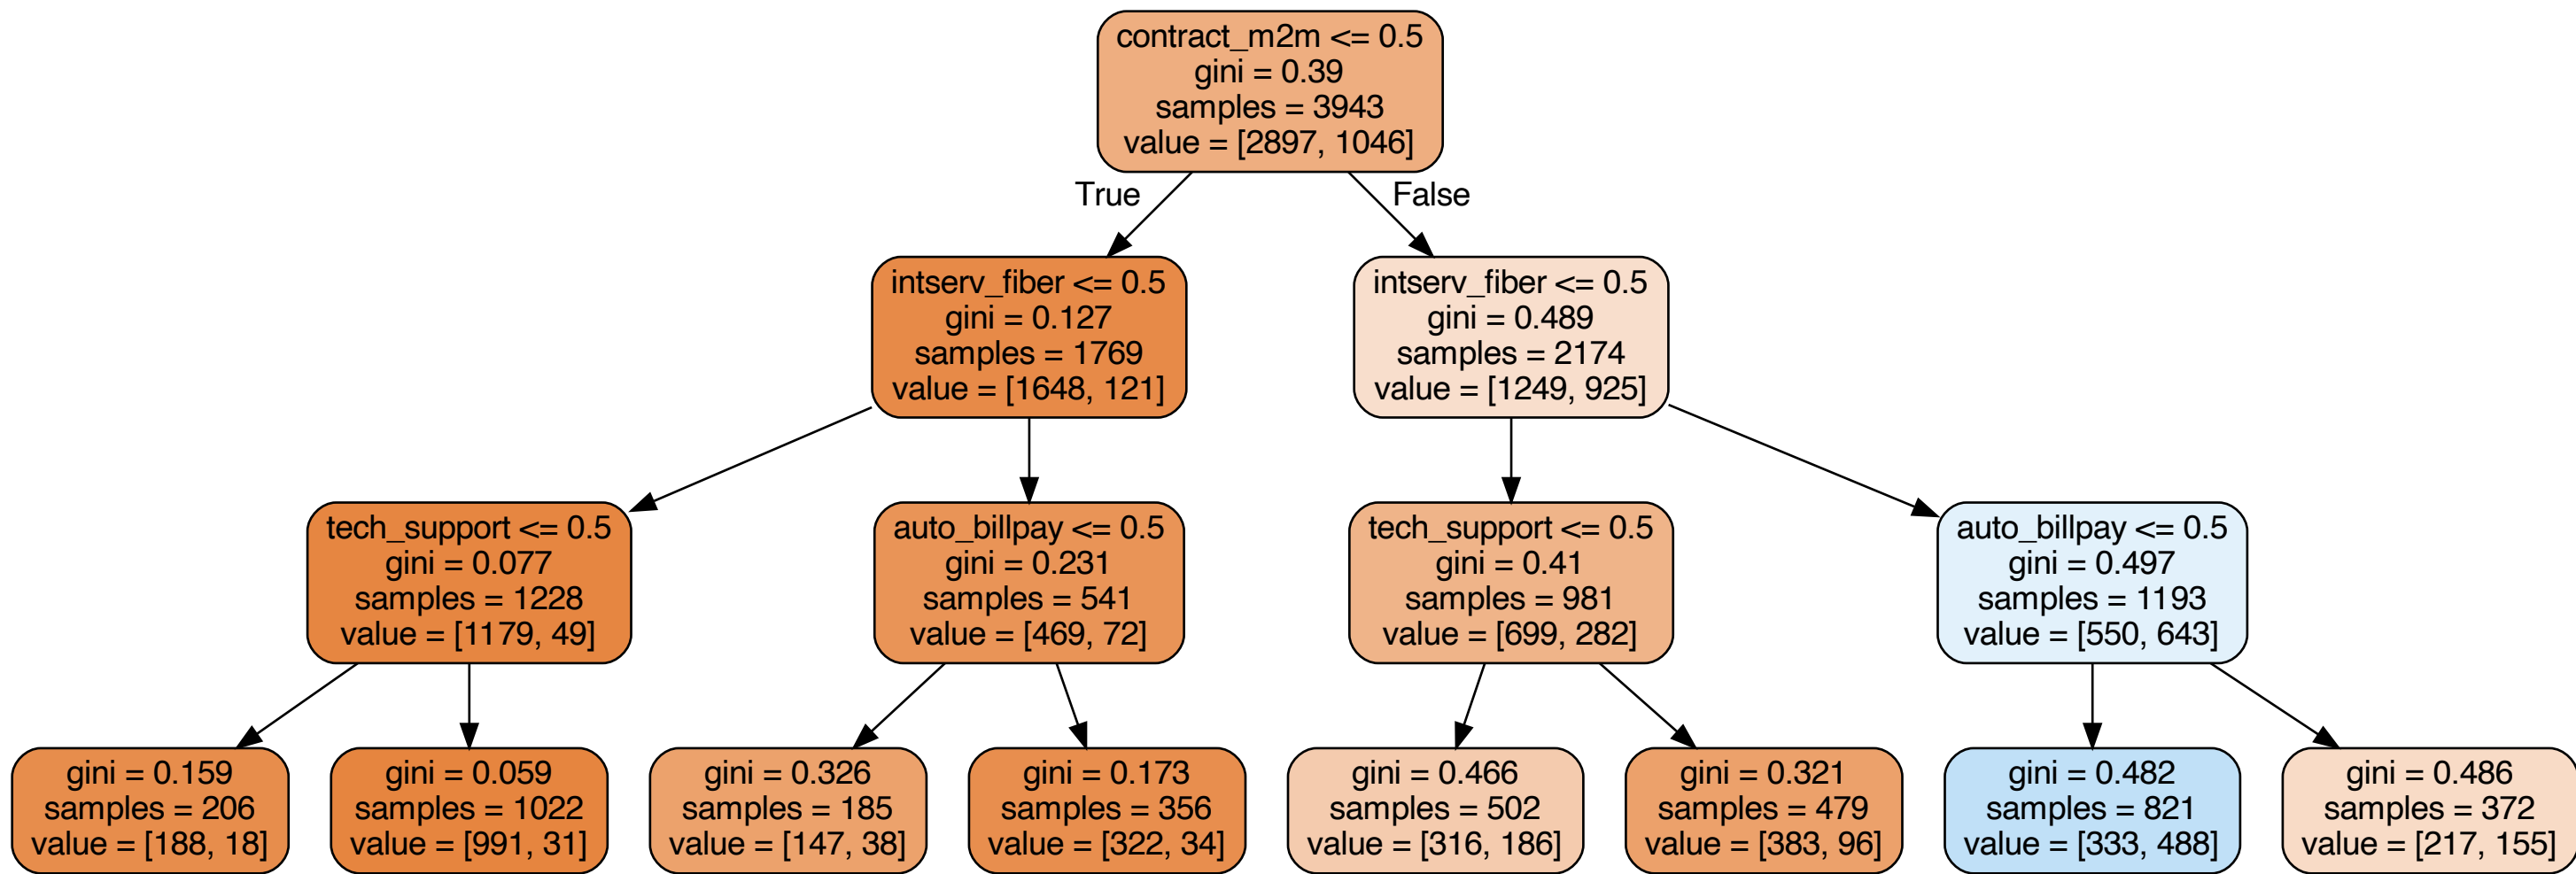 contract_m2m <= 0.5
gini = 0.39
samples = 3943
value = [2897, 1046]
True
False
intserv_fiber <= 0.5
gini = 0.127
samples = 1769
value = [1648, 121]
intserv_fiber <= 0.5
gini = 0.489
samples = 2174
value = [1249, 925]
tech_support <= 0.5
gini = 0.077
samples = 1228
value = [1179, 49]
auto_billpay <= 0.5
gini = 0.231
samples = 541
value = [469, 72]
tech_support <= 0.5
gini = 0.41
samples = 981
value = [699, 282]
auto_billpay <= 0.5
gini = 0.497
samples = 1193
value = [550, 643]
gini = 0.159
samples = 206
value = [188, 18]
gini = 0.059
samples = 1022
value = [991, 31]
gini = 0.326
samples = 185
value = [147, 38]
gini = 0.173
samples = 356
value = [322, 34]
gini = 0.466
samples = 502
value = [316, 186]
gini = 0.321
samples = 479
value = [383, 96]
gini = 0.482
samples = 821
value = [333, 488]
gini = 0.486
samples = 372
value = [217, 155]